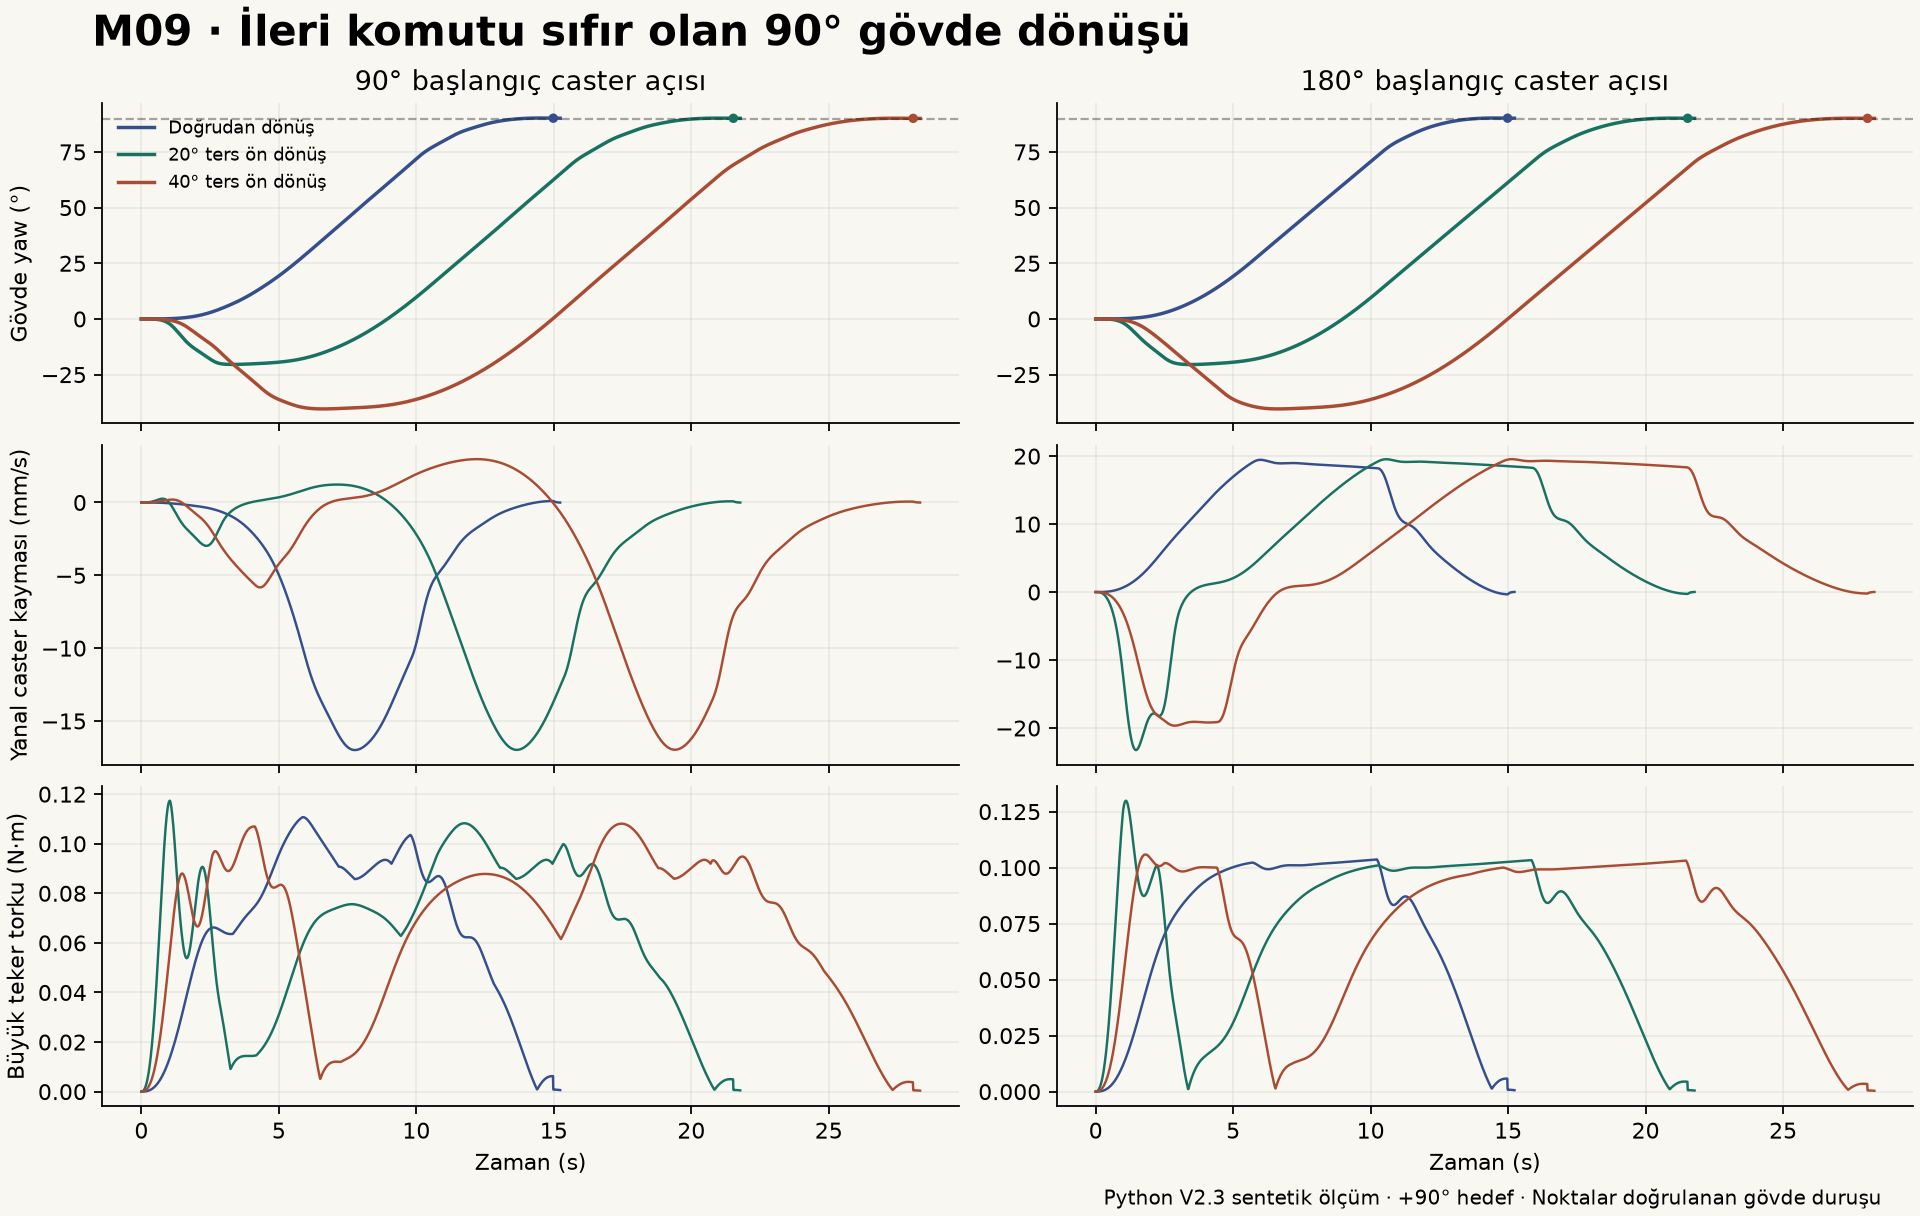 M09 · İleri komutu sıfır olan 90° gövde dönüşü
90° başlangıç caster açısı
180° başlangıç caster açısı
Doğrudan dönüş
20° ters ön dönüş
40° ters ön dönüş
Gövde yaw (°)
75
50
25
0
−25
75
50
25
0
−25
Yanal caster kayması (mm/s)
0
−5
−10
−15
20
10
0
−10
−20
Büyük teker torku (N·m)
0.12
0.10
0.08
0.06
0.04
0.02
0.00
0.125
0.100
0.075
0.050
0.025
0.000
0 5 10 15 20 25
0 5 10 15 20 25
Zaman (s)
Zaman (s)
Python V2.3 sentetik ölçüm · +90° hedef · Noktalar doğrulanan gövde duruşu